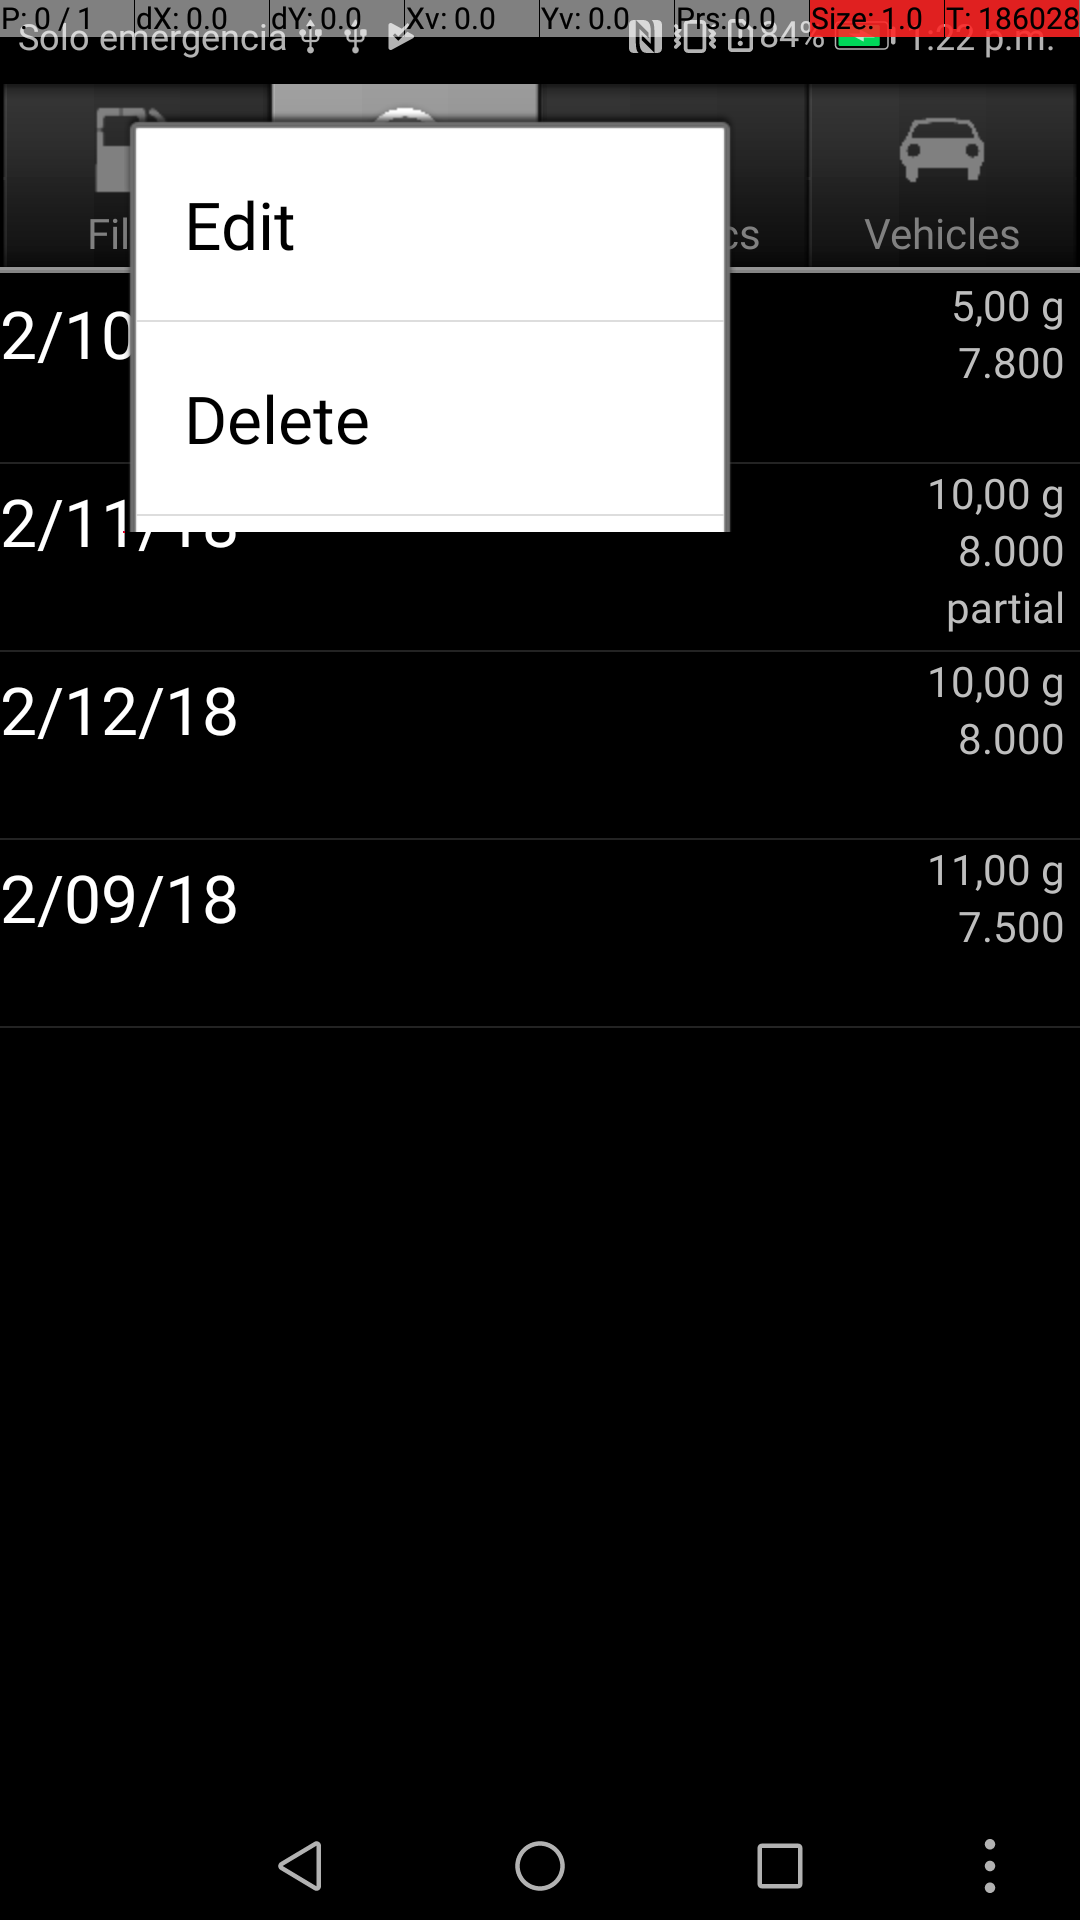 P: 0 / 1 dX: 0.0 dY: 0.0 Xv: 0.0 Yv: 0.0 Prs: 0.0 Size: 1.0 T: 186028
Solo emergencia 84% 1:22 p.m.
Fil cs Vehicles
Edit
Delete
2/10
5,00 g
7.800
2/11/18
10,00 g
8.000
partial
2/12/18
10,00 g
8.000
2/09/18
11,00 g
7.500